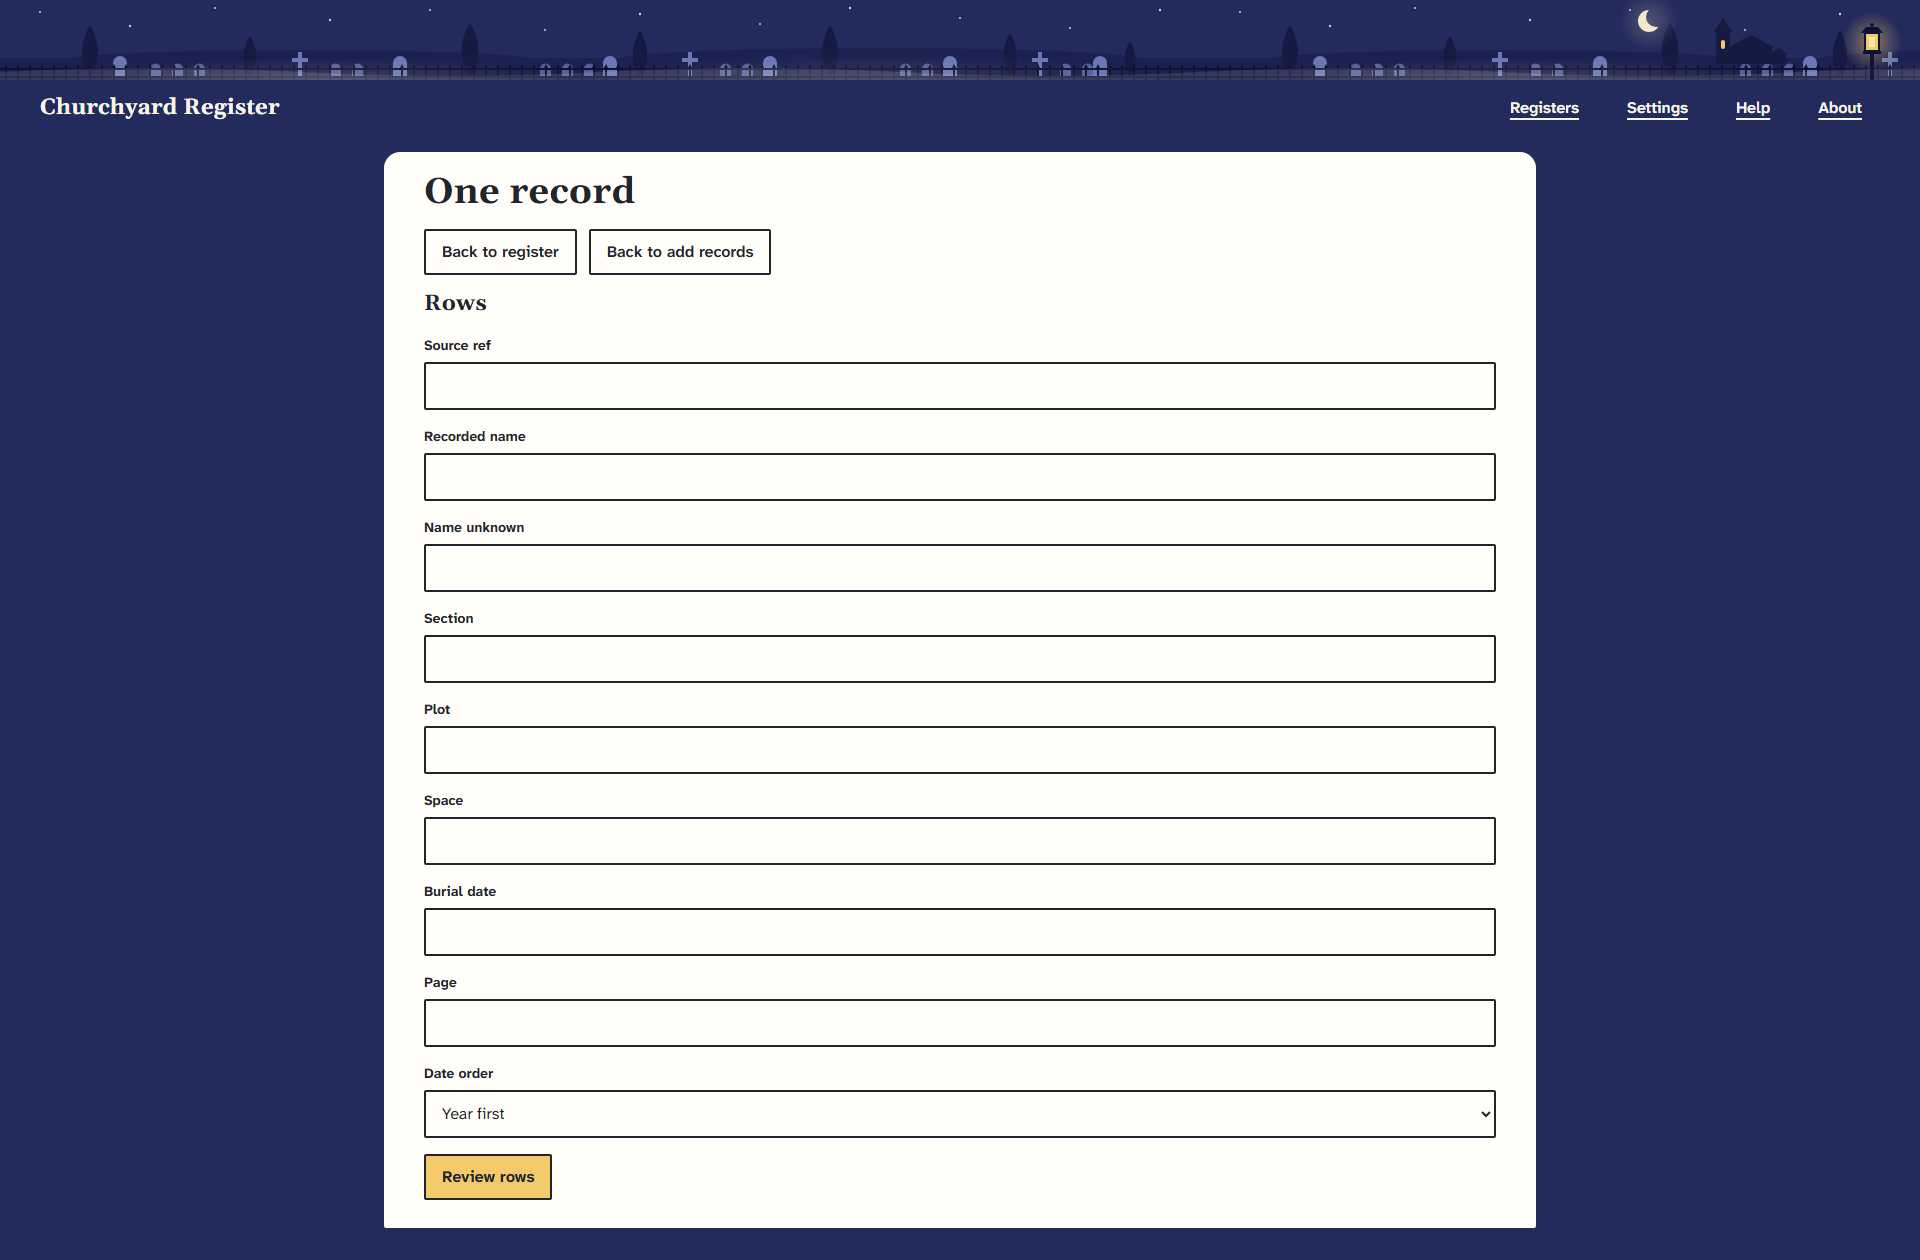 Churchyard Register
Registers Settings Help About
One record
Back to register Back to add records
Rows
Source ref
Recorded name
Name unknown
Section
Plot
Space
Burial date
Page
Date order
Year first
Review rows